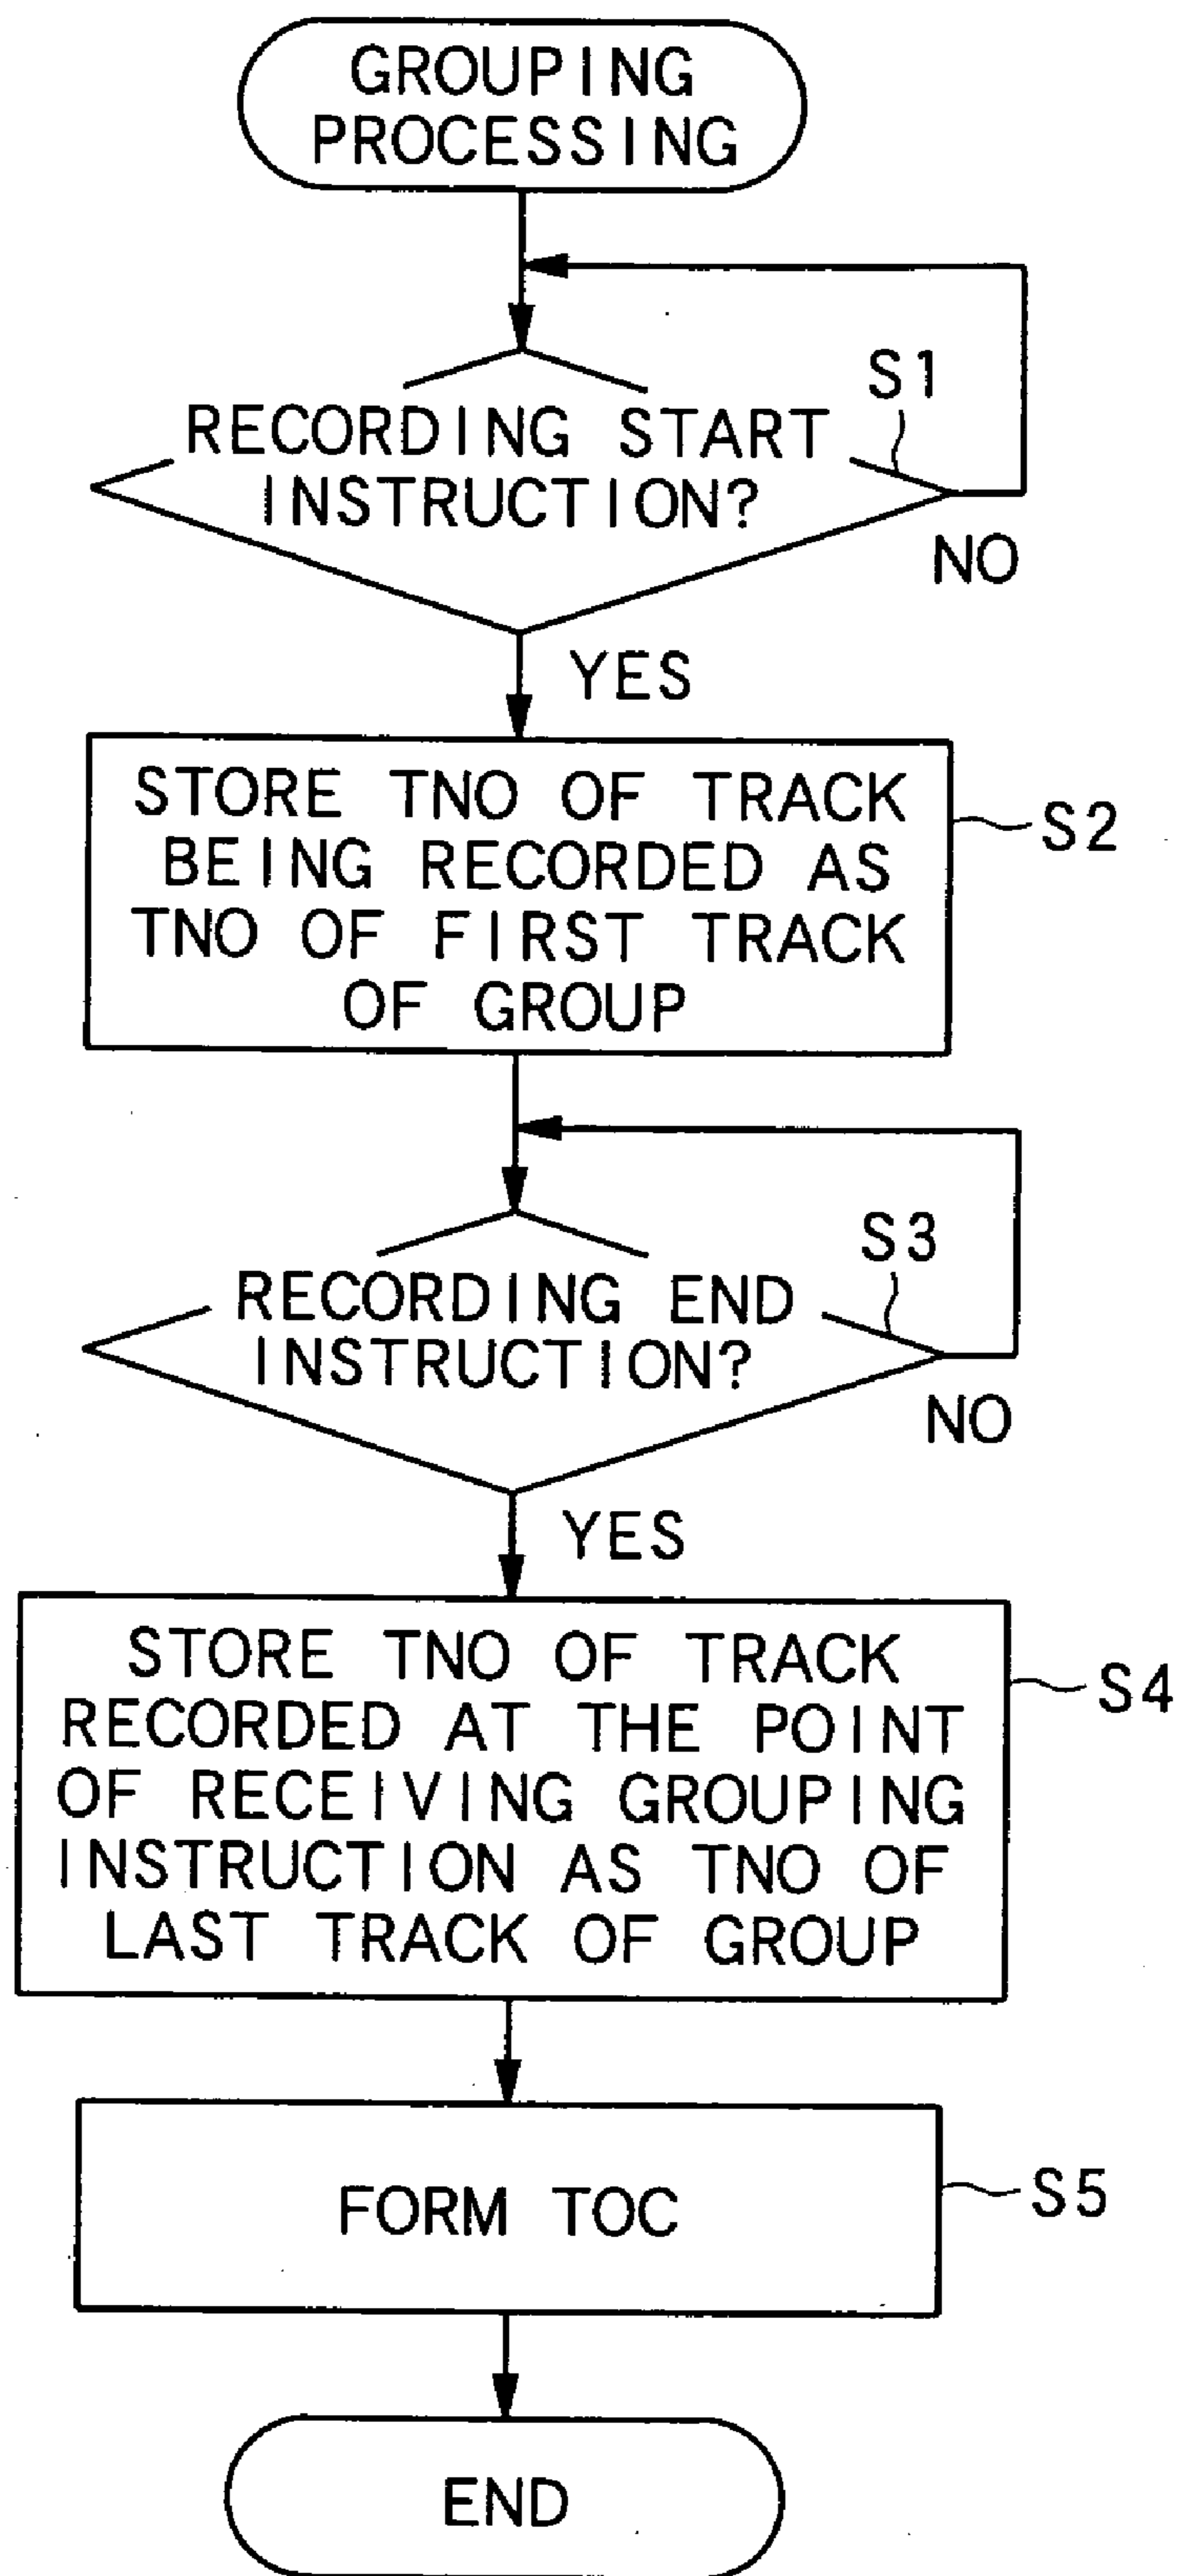 GROUPING
PROCESSING
S1
RECORDING START
INSTRUCTION?
NO
YES
STORE TNO OF TRACK
BEING RECORDED AS
TNO OF FIRST TRACK
OF GROUP
S2
S3
RECORDING END
INSTRUCTION?
NO
YES
STORE TNO OF TRACK
RECORDED AT THE POINT
OF RECEIVING GROUPING
INSTRUCTION AS TNO OF
LAST TRACK OF GROUP
S4
FORM TOC
S5
END